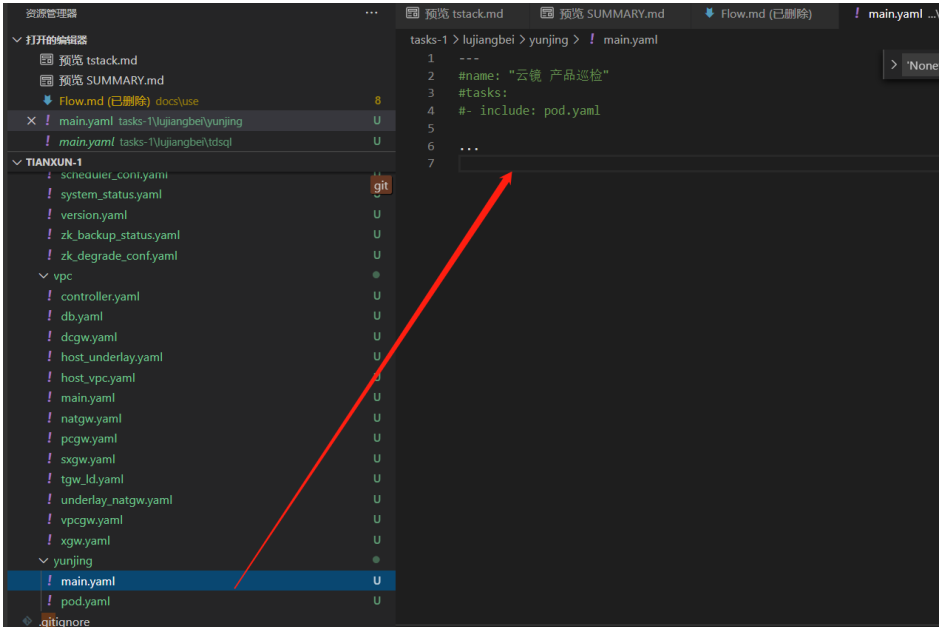 资源管理器 ...
打开的编辑器
预览 tstack.md
预览 SUMMARY.md
Flow.md (已删除) docs\use 8
main.yaml tasks-1\lujiangbei\yunjing U
main.yaml tasks-1\lujiangbei\tdsql U
TIANXUN-1
scheduler_conf.yaml U
git
system_status.yaml U
version.yaml U
zk_backup_status.yaml U
zk_degrade_conf.yaml U
vpc
controller.yaml U
db.yaml U
dcgw.yaml U
host_underlay.yaml U
host_vpc.yaml U
main.yaml U
natgw.yaml U
pcgw.yaml U
sxgw.yaml U
tgw_ld.yaml U
underlay_natgw.yaml U
vpcgw.yaml U
xgw.yaml U
yunjing
main.yaml U
pod.yaml U
.gitignore
预览 tstack.md 预览 SUMMARY.md Flow.md (已删除) ! main.yaml ...\
tasks-1 > lujiangbei > yunjing > ! main.yaml
'None
1 ---
2 #name: "云镜 产品巡检"
3 #tasks:
4 #- include: pod.yaml
5
6 ...
7